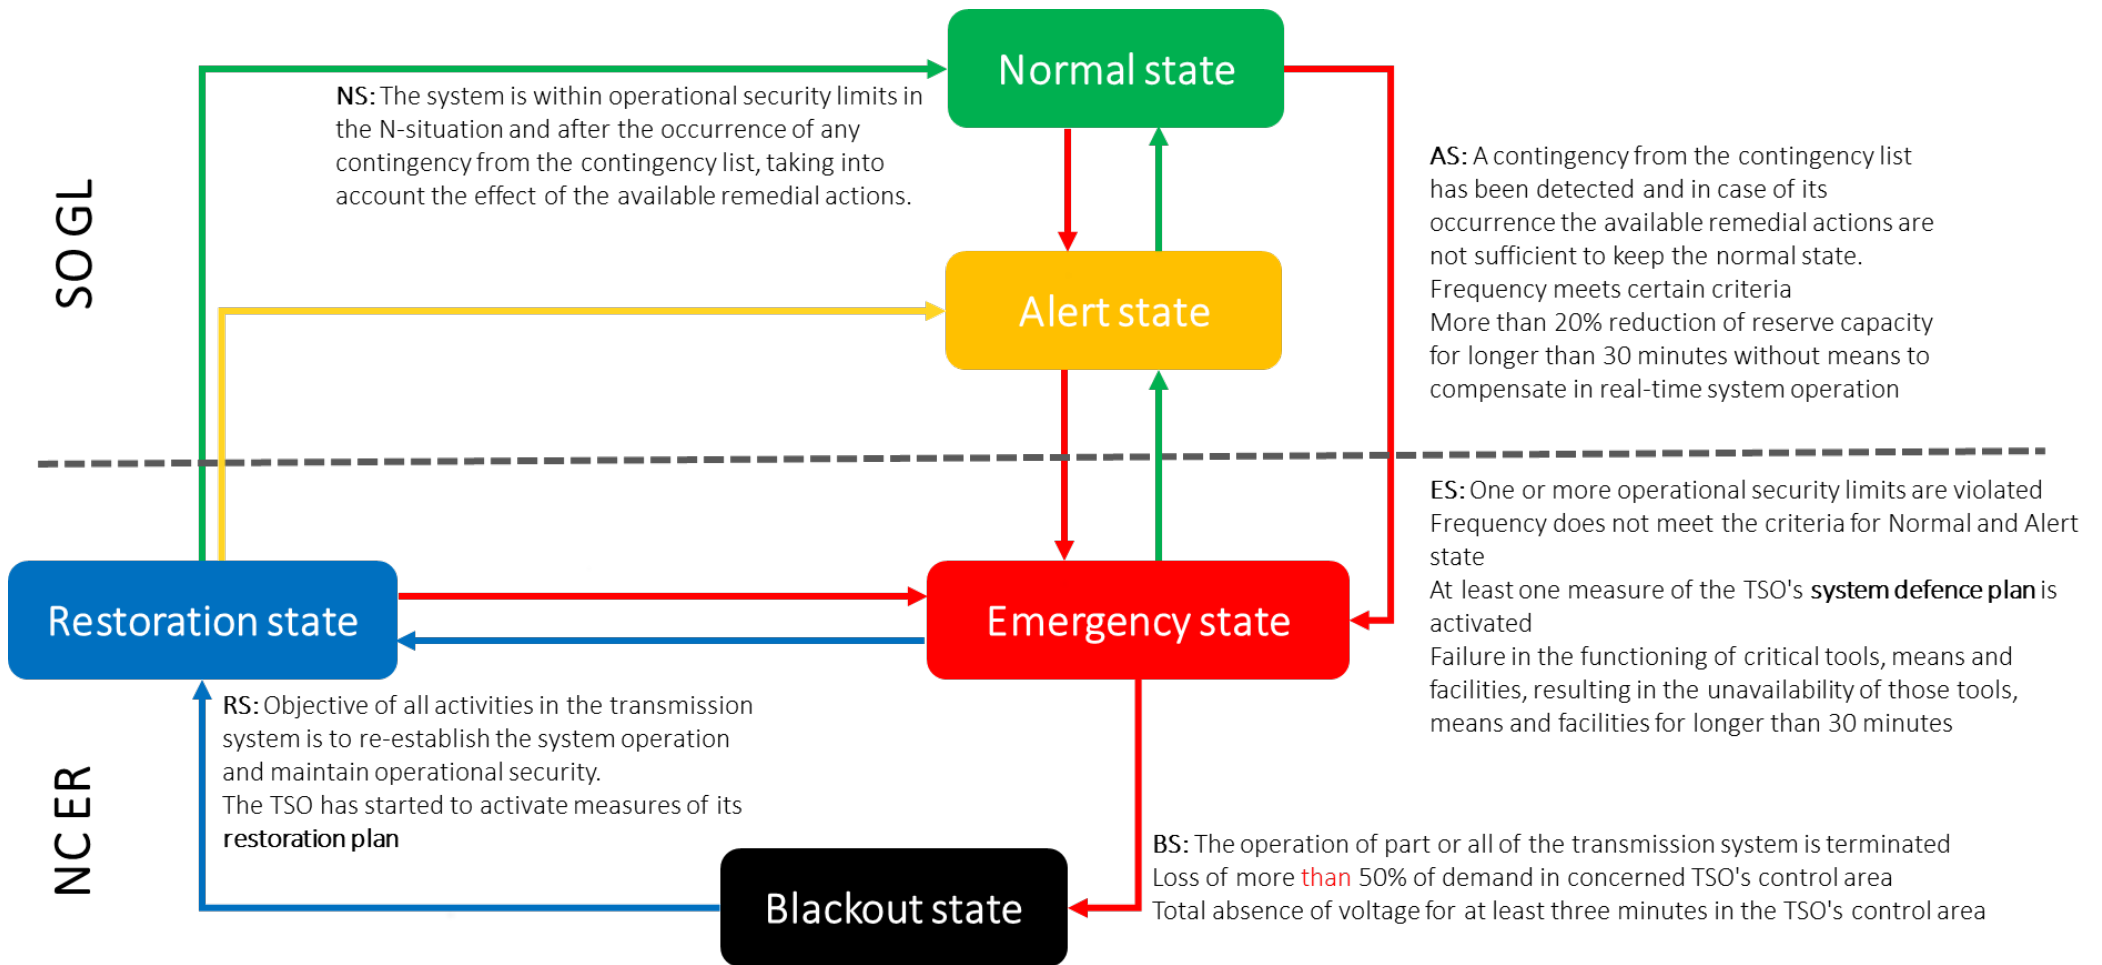 Normal state
NS: The system is within operational security limits in
the N-situation and after the occurrence of any
contingency from the contingency list, taking into
account the effect of the available remedial actions.
AS: A contingency from the contingency list
has been detected and in case of its
occurrence the available remedial actions are
not sufficient to keep the normal state.
Frequency meets certain criteria
More than 20% reduction of reserve capacity
for longer than 30 minutes without means to
compensate in real-time system operation
SOGL
Alert state
ES: One or more operational security limits are violated
Frequency does not meet the criteria for Normal and Alert
state
At least one measure of the TSO's system defence plan is
activated
Failure in the functioning of critical tools, means and
facilities, resulting in the unavailability of those tools,
means and facilities for longer than 30 minutes
Restoration state
Emergency state
RS: Objective of all activities in the transmission
system is to re-establish the system operation
and maintain operational security.
The TSO has started to activate measures of its
restoration plan
NCER
Blackout state
BS: The operation of part or all of the transmission system is terminated
Loss of more than 50% of demand in concerned TSO's control area
Total absence of voltage for at least three minutes in the TSO's control area